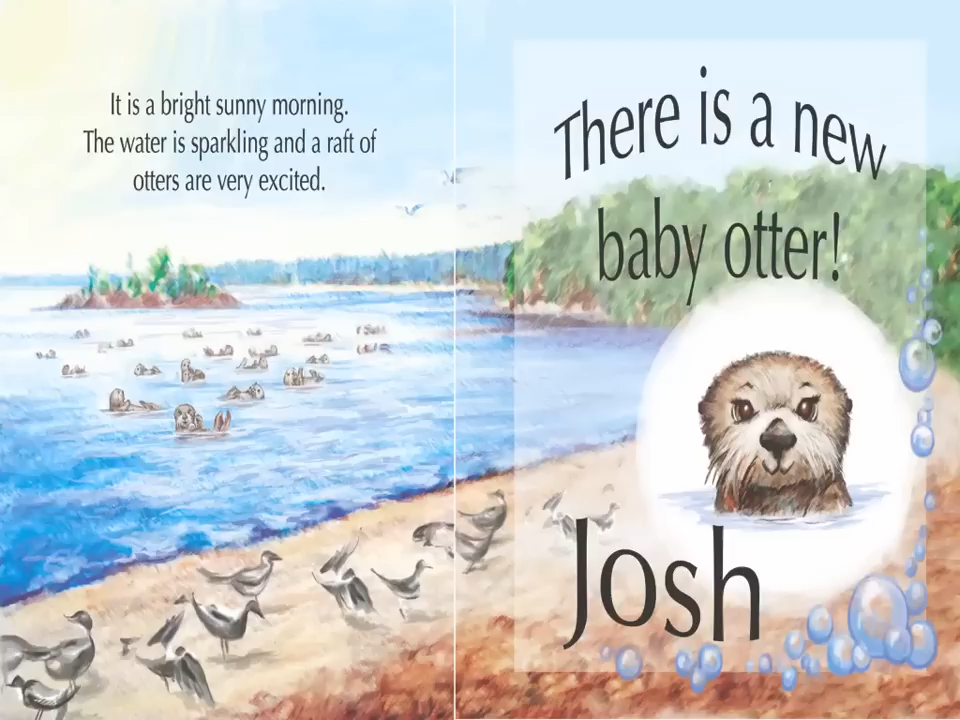 It is a bright sunny morning.
The water is sparkling and a raft of
otters are very excited.
There is a new
baby otter!
Josh